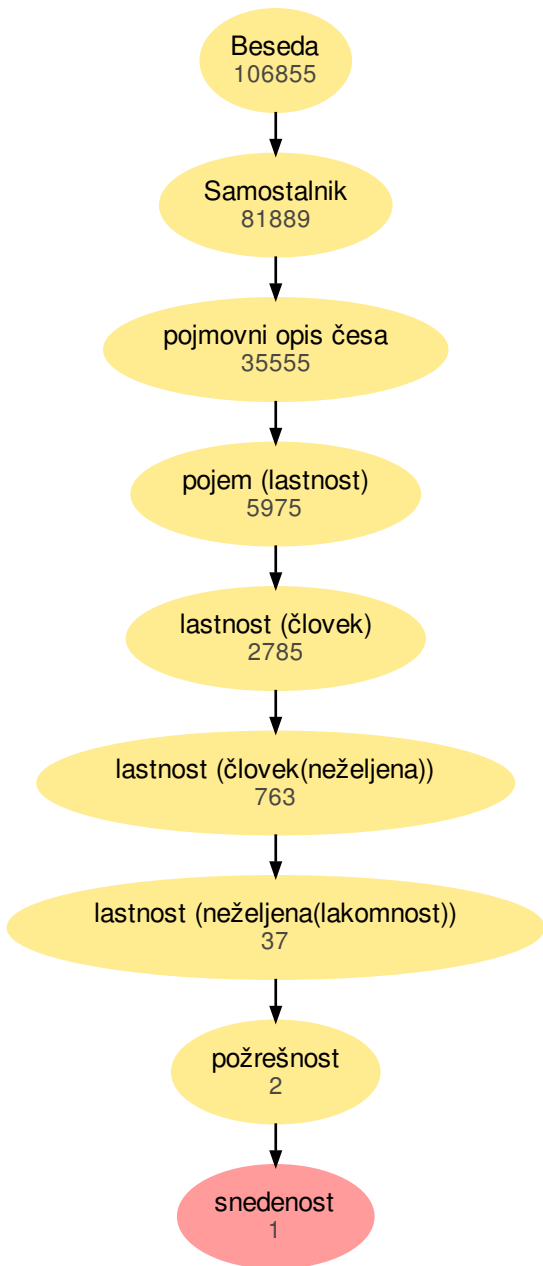 Beseda
106855
Samostalnik
81889
pojmovni opis česa
35555
pojem (lastnost)
5975
lastnost (človek)
2785
lastnost (človek(neželjena))
763
lastnost (neželjena(lakomnost))
37
požrešnost
2
snedenost
1